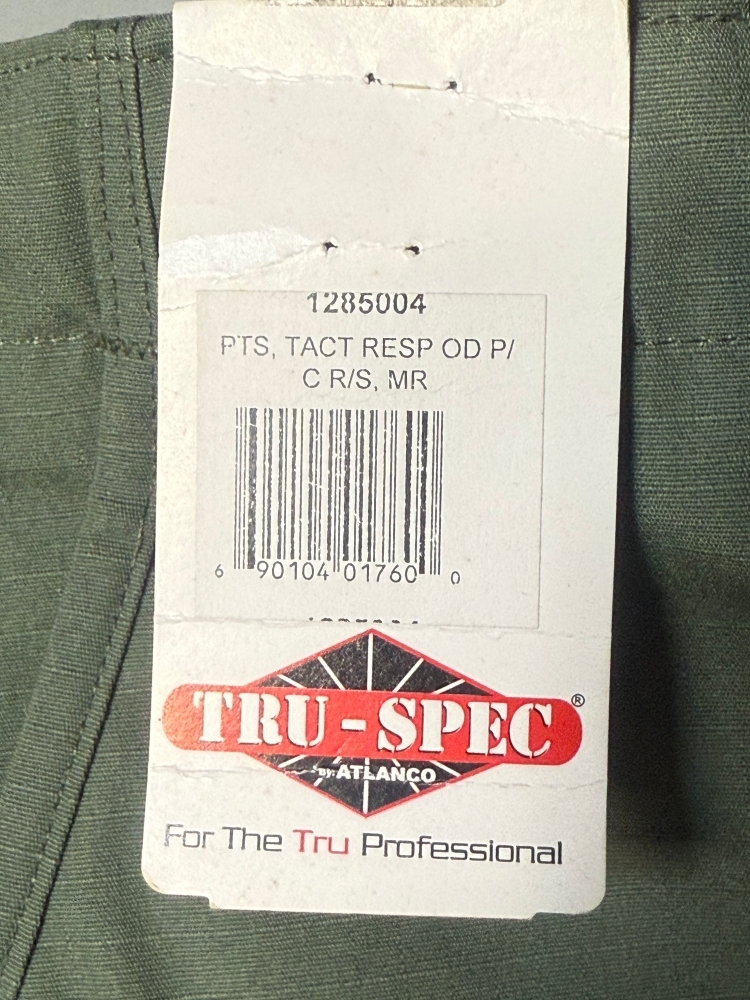 1285004
PTS, TACT RESP OD P/
C R/S, MR
6 90104 01760 0
TRU-SPEC®
BY: ATLANCO
For The Tru Professional